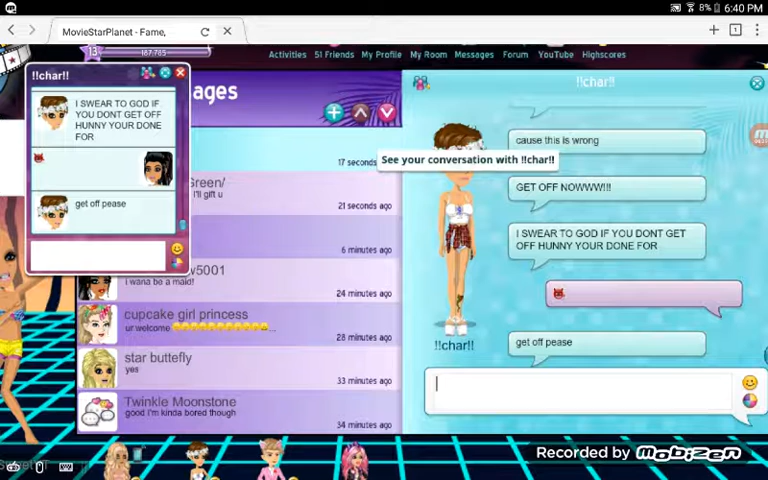 8% 6:40 PM
MovieStarPlanet - Fame,
1
13
187,785
Activities 51 Friends My Profile My Room Messages Forum YouTube Highscores
!!char!!
I SWEAR TO GOD IF
YOU DONT GET OFF
HUNNY YOUR DONE
FOR
get off pease
ages
17 seconds
Green/
I'll gift u
21 seconds ago
6 minutes ago
v5001
i wana be a maid!
24 minutes ago
cupcake girl princess
ur welcome
28 minutes ago
star buttefly
yes
33 minutes ago
Twinkle Moonstone
good I'm kinda bored though
34 minutes ago
!!char!!
cause this is wrong
See your conversation with !!char!!
GET OFF NOWWW!!!
I SWEAR TO GOD IF YOU DONT GET
OFF HUNNY YOUR DONE FOR
get off pease
!!char!!
Recorded by MOBIZEN